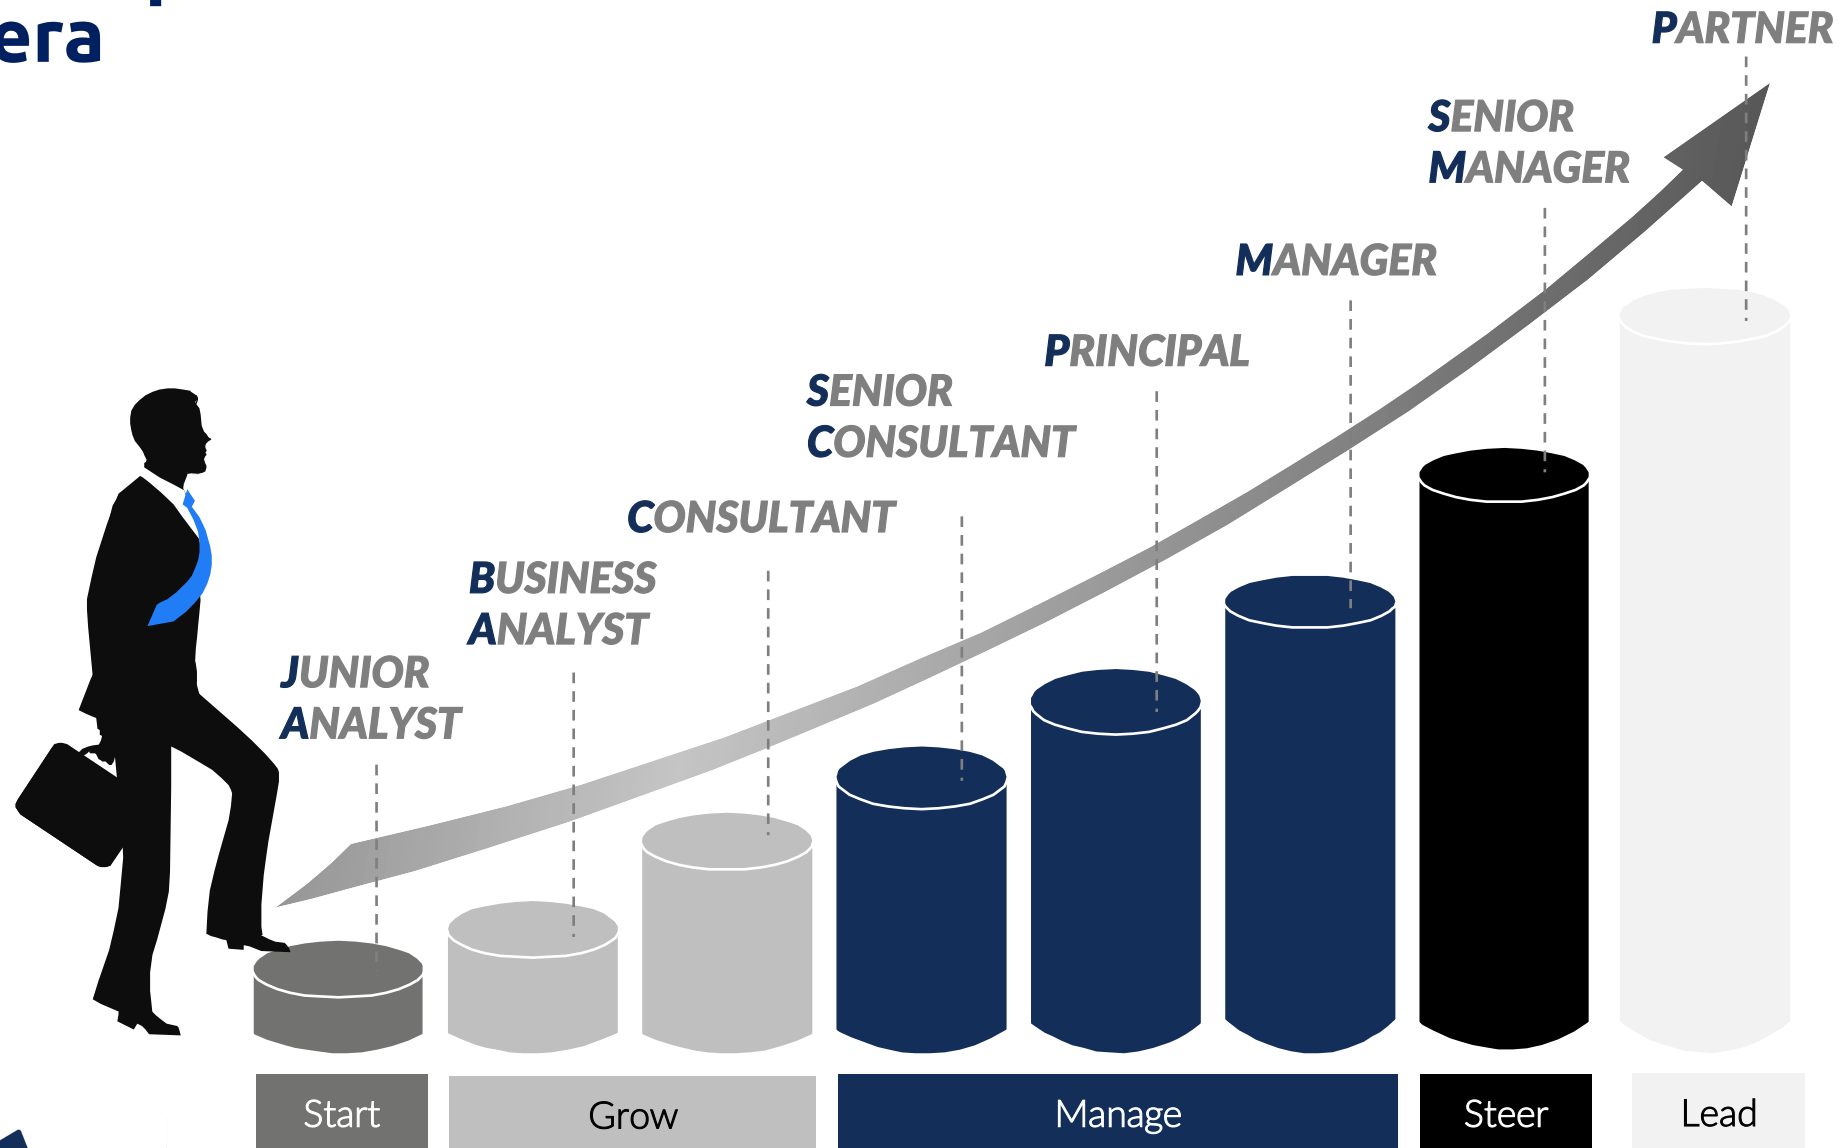 era
PARTNER
SENIOR
MANAGER
MANAGER
PRINCIPAL
SENIOR
CONSULTANT
CONSULTANT
BUSINESS
ANALYST
JUNIOR
ANALYST
Start
Grow
Manage
Steer
Lead